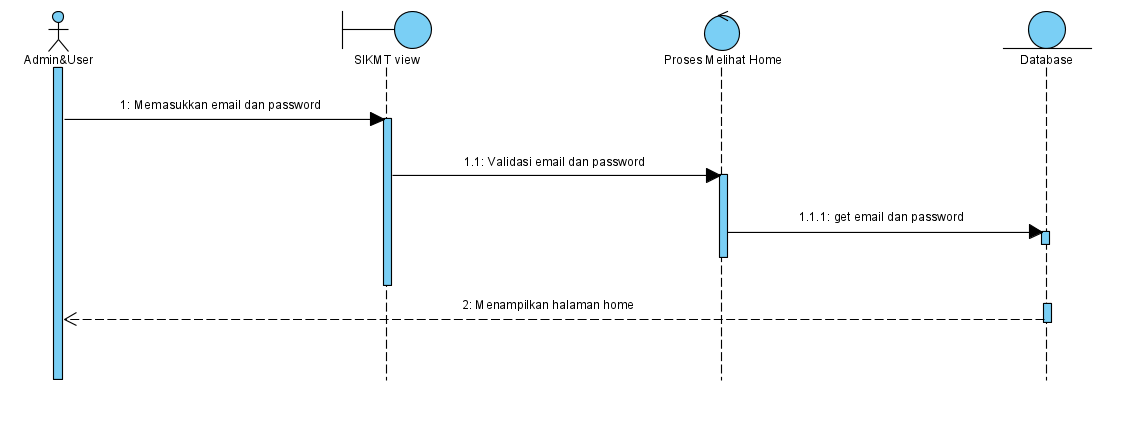 Admin&User
SIKMT view
Proses Melihat Home
Database
1: Memasukkan email dan password
1.1: Validasi email dan password
1.1.1: get email dan password
2: Menampilkan halaman home